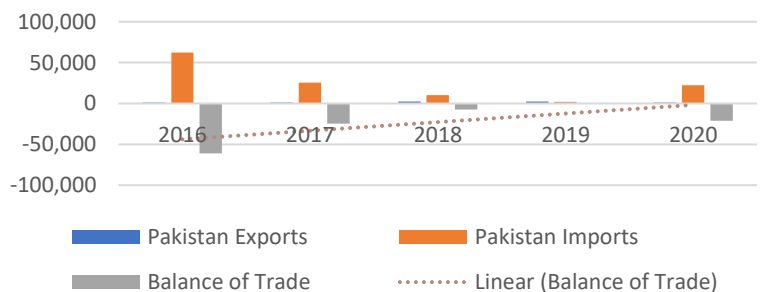 100,000
50,000
0
-50,000
-100,000
2016 2017 2018 2019 2020
Pakistan Exports Pakistan Imports
Balance of Trade Linear (Balance of Trade)